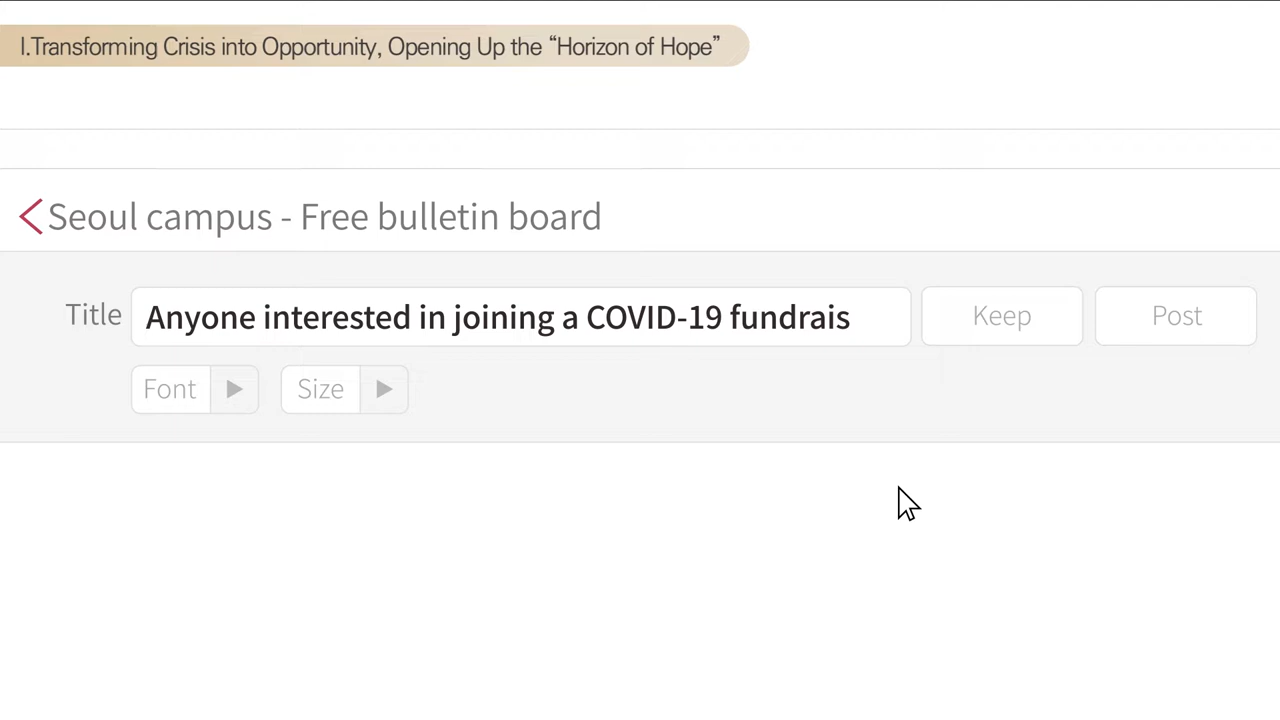 I.Transforming Crisis into Opportunity, Opening Up the “Horizon of Hope”
Seoul campus - Free bulletin board
Title Anyone interested in joining a COVID-19 fundrais Keep Post
Font Size